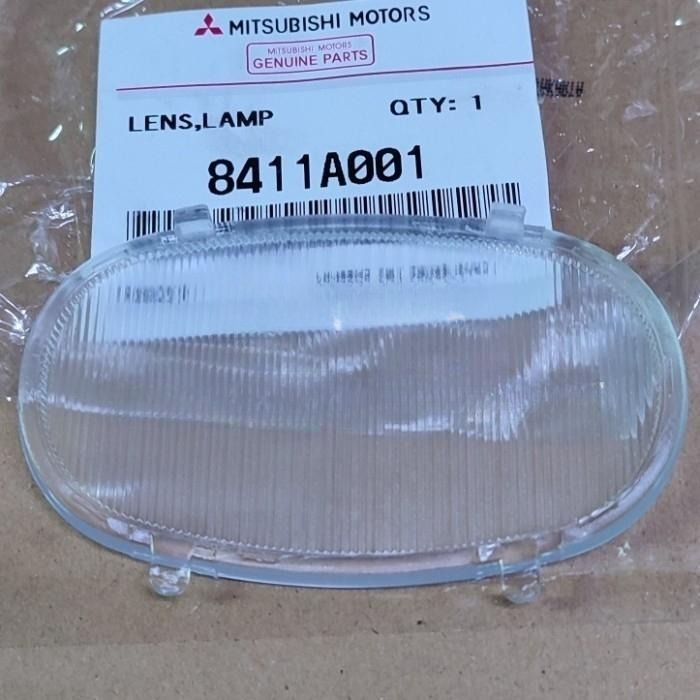 MITSUBISHI MOTORS
MITSUBISHI MOTORS
GENUINE PARTS
LENS,LAMP QTY: 1
8411A001